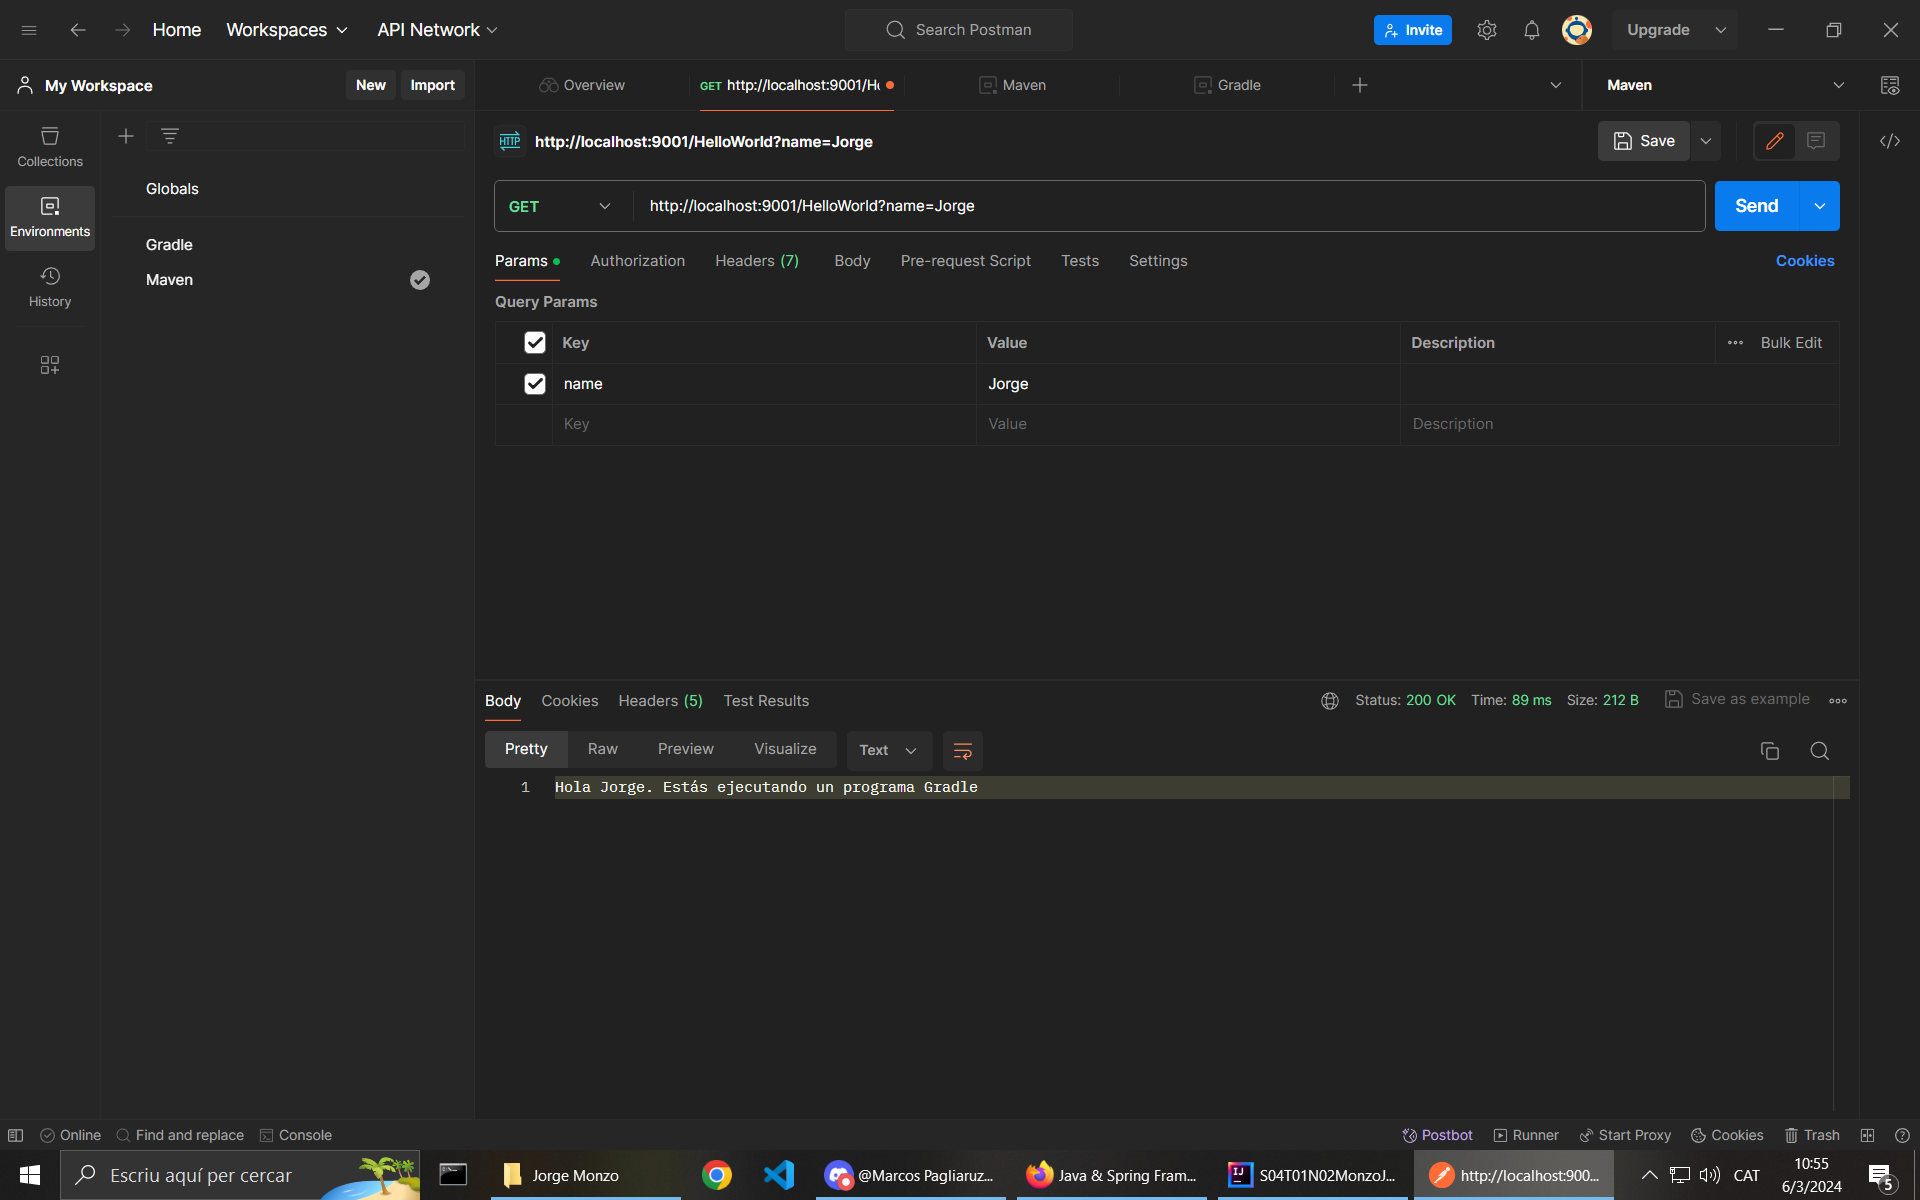 Home Workspaces API Network Search Postman Invite Upgrade
My Workspace New Import Overview GET http://localhost:9001/He Maven Gradle Maven
Collections
Environments
History
Globals
Gradle
Maven
HTTP http://localhost:9001/HelloWorld?name=Jorge Save
GET http://localhost:9001/HelloWorld?name=Jorge Send
Params Authorization Headers (7) Body Pre-request Script Tests Settings Cookies
Query Params
Key Value Description Bulk Edit
name Jorge
Key Value Description
Body Cookies Headers (5) Test Results Status: 200 OK Time: 89 ms Size: 212 B Save as example
Pretty Raw Preview Visualize Text
1 Hola Jorge. Estás ejecutando un programa Gradle
Online Find and replace Console Postbot Runner Start Proxy Cookies Trash
Escriu aquí per cercar Jorge Monzo @Marcos Pagliaruz... Java & Spring Fram... S04T01N02MonzoJ... http://localhost:900... CAT 10:55
6/3/2024 5